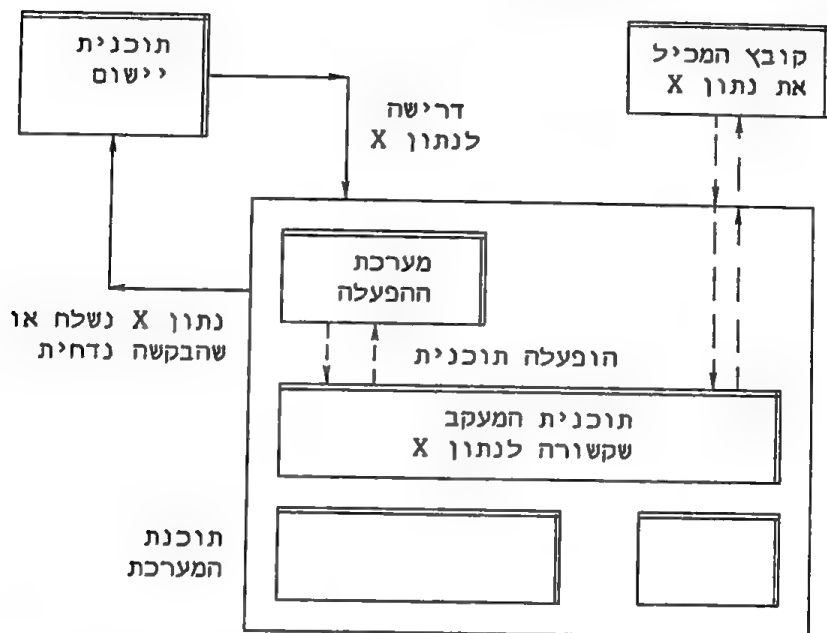 תוכנית
יישום
קובץ המכיל
את נתון X
דרישה
לנתון X
מערכת
ההפעלה
נתון X נשלח או
שהבקשה נדחית
הופעלה תוכנית
תוכנית המעקב
שקשורה לנתון X
תוכנת
המערכת